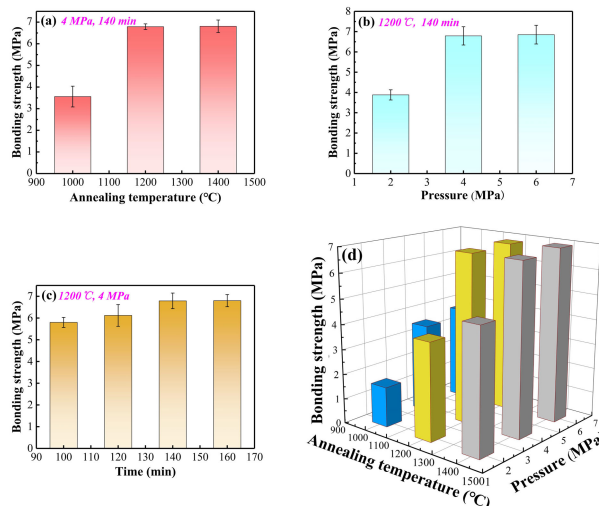 (a) 4 MPa, 140 min
Bonding strength (MPa)
7
6
5
4
3
2
1
0
900 1000 1100 1200 1300 1400 1500
Annealing temperature (℃)
(b) 1200℃, 140 min
Bonding strength (MPa)
8
7
6
5
4
3
2
1
0
1 2 3 4 5 6 7
Pressure (MPa)
(c) 1200℃, 4 MPa
Bonding strength (MPa)
7
6
5
4
3
2
1
0
90 100 110 120 130 140 150 160 170
Time (min)
(d)
Bonding strength (MPa)
7
6
5
4
3
2
1
0
900 1000 1100 1200 1300 1400 1500
Annealing temperature (℃)
1 2 3 4 5 6 7
Pressure (MPa)